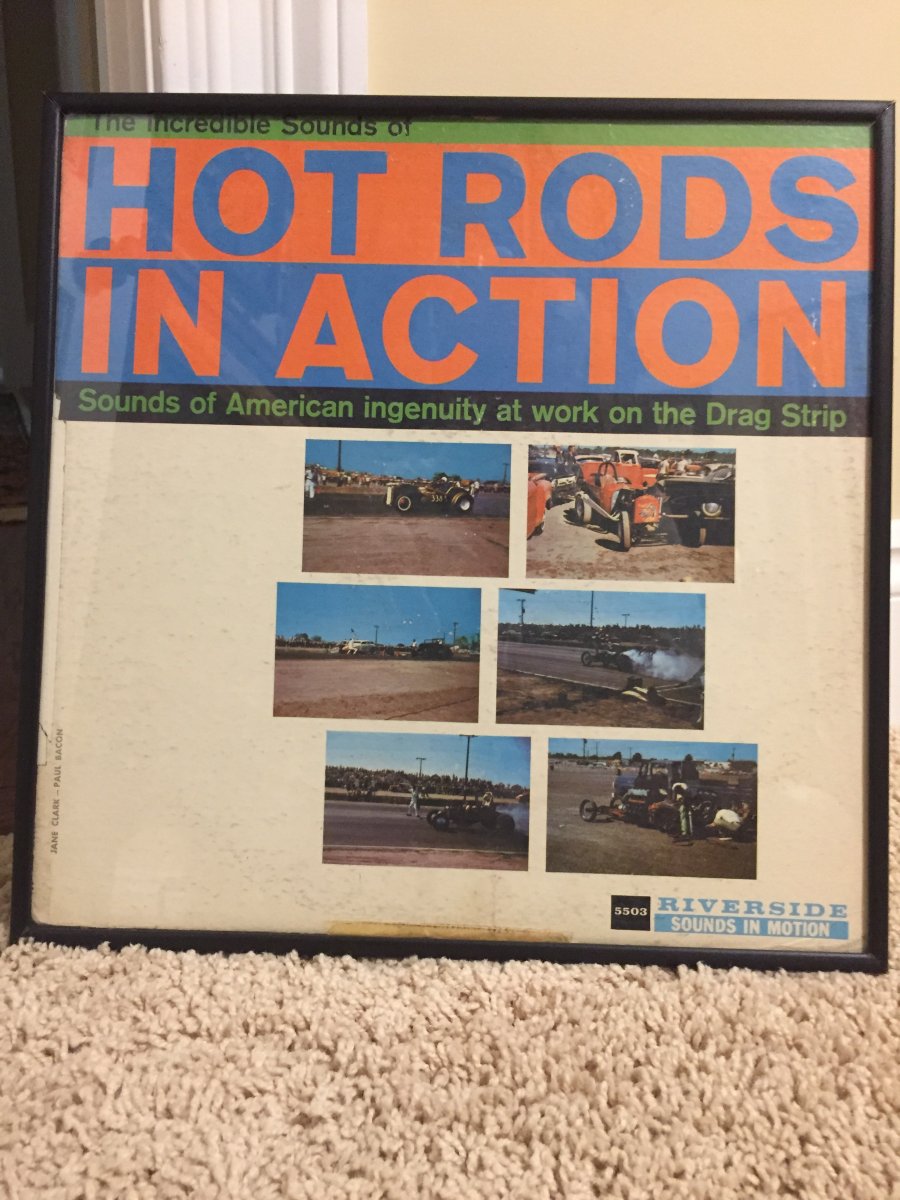 The Incredible Sounds of
HOT RODS
IN ACTION
Sounds of American ingenuity at work on the Drag Strip
338
JANE CLARK – PAUL BACON
5503
RIVERSIDE
SOUNDS IN MOTION